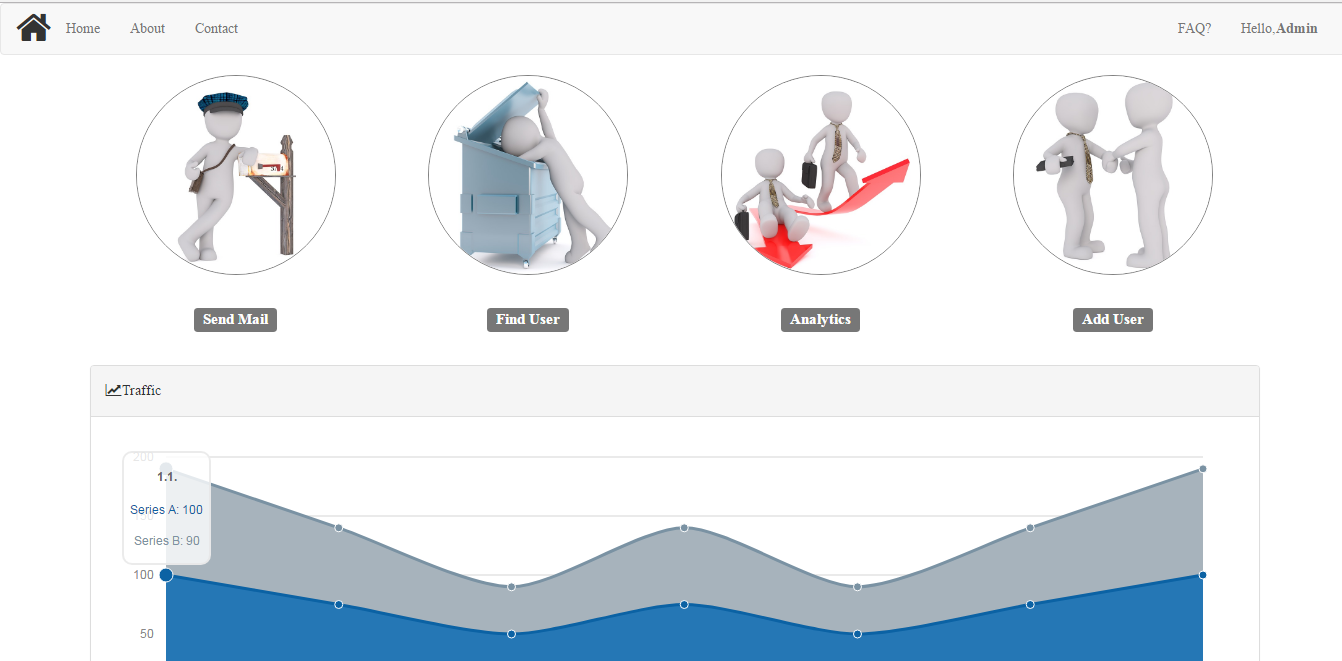 Home About Contact FAQ? Hello,Admin
Send Mail Find User Analytics Add User
Traffic
200
1.1.
Series A: 100
Series B: 90
100
50